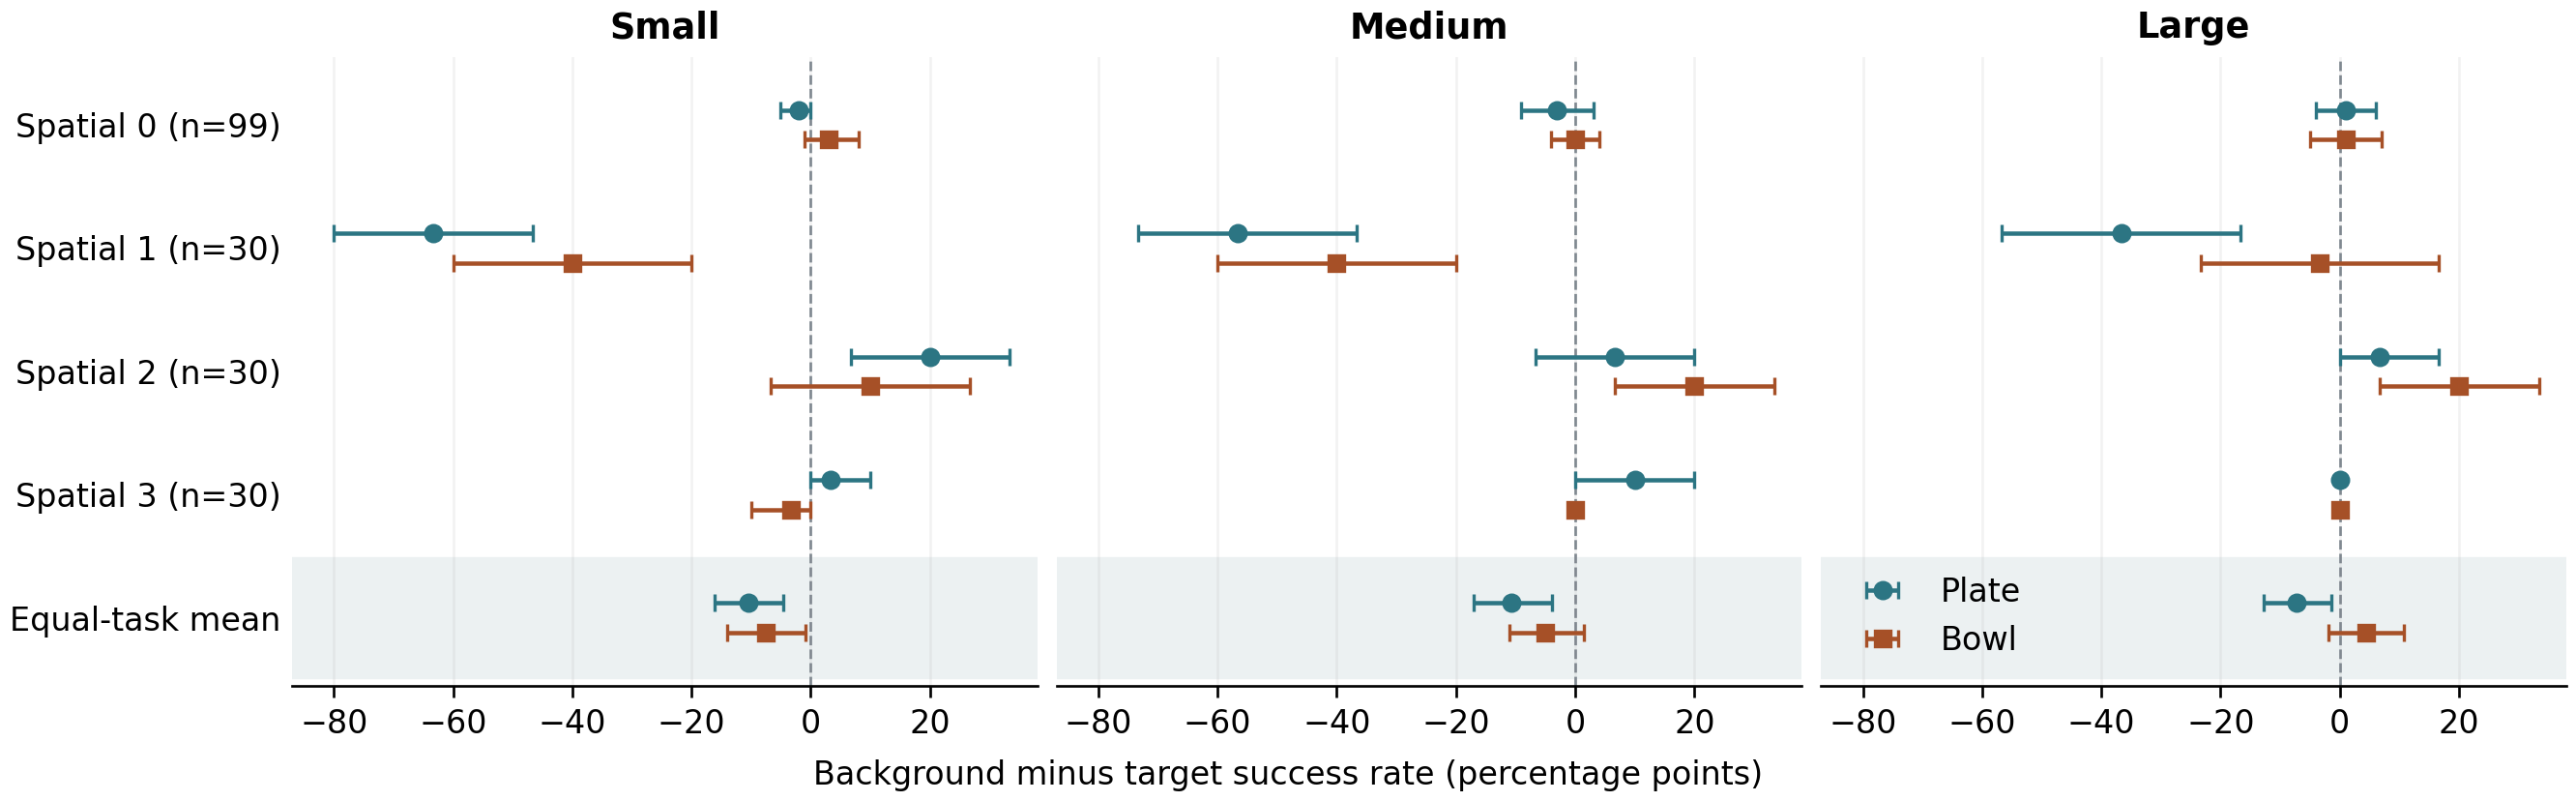 Small
Medium
Large
Spatial 0 (n=99)
Spatial 1 (n=30)
Spatial 2 (n=30)
Spatial 3 (n=30)
Equal-task mean
Plate
Bowl
−80 −60 −40 −20 0 20
−80 −60 −40 −20 0 20
−80 −60 −40 −20 0 20
Background minus target success rate (percentage points)